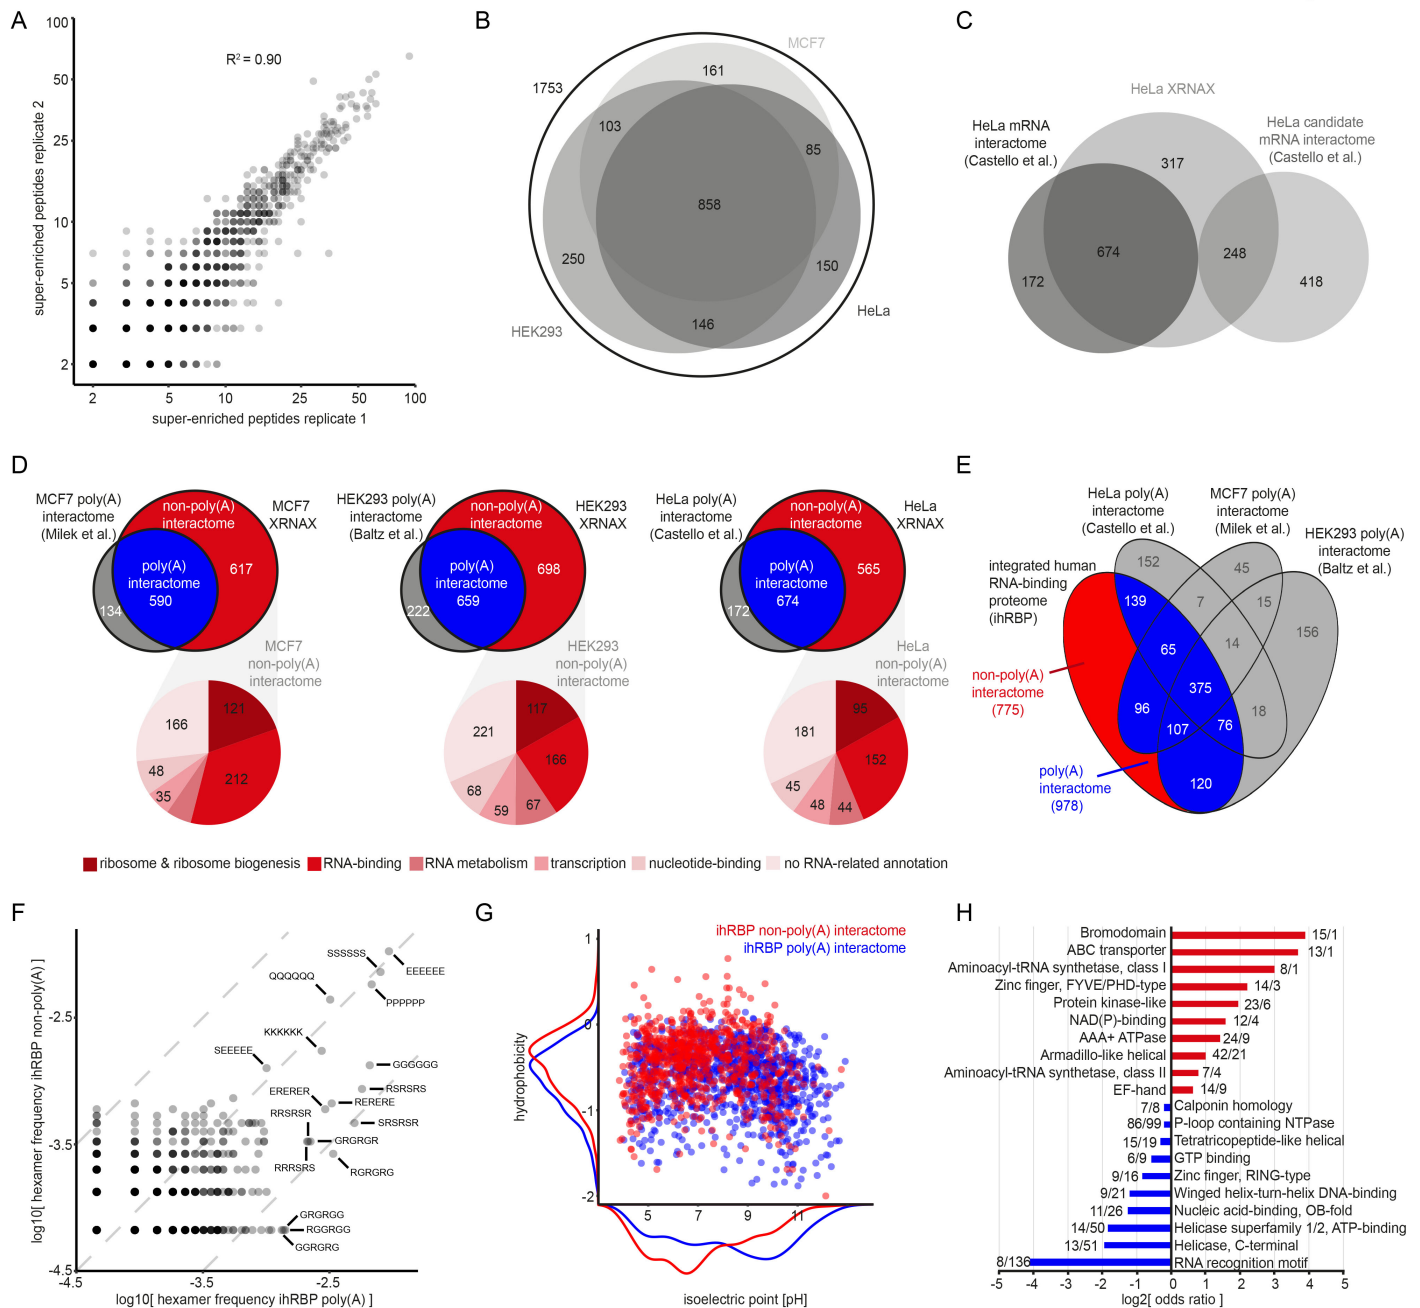 A
100
50
25
10
5
2
super-enriched peptides replicate 2
R² = 0.90
2
5
10
25
50
100
super-enriched peptides replicate 1
B
MCF7
161
1753
103
85
858
250
150
146
HEK293
HeLa
C
HeLa XRNAX
HeLa mRNA
interactome
(Castello et al.)
HeLa candidate
mRNA interactome
(Castello et al.)
317
674
248
172
418
D
MCF7 poly(A)
interactome
(Milek et al.)
non-poly(A)
interactome
MCF7
XRNAX
poly(A)
interactome
590
617
134
MCF7
non-poly(A)
interactome
121
166
212
48
35
HEK293 poly(A)
interactome
(Baltz et al.)
non-poly(A)
interactome
HEK293
XRNAX
poly(A)
interactome
659
698
222
HEK293
non-poly(A)
interactome
117
221
166
68
59
67
HeLa poly(A)
interactome
(Castello et al.)
non-poly(A)
interactome
HeLa
XRNAX
poly(A)
interactome
674
565
172
HeLa
non-poly(A)
interactome
95
181
152
45
48
44
ribosome & ribosome biogenesis
RNA-binding
RNA metabolism
transcription
nucleotide-binding
no RNA-related annotation
E
HeLa poly(A)
interactome
(Castello et al.)
MCF7 poly(A)
interactome
(Milek et al.)
HEK293 poly(A)
interactome
(Baltz et al.)
integrated human
RNA-binding
proteome
(ihRBP)
152
45
139
7
15
65
14
156
375
96
107
76
18
120
non-poly(A)
interactome
(775)
poly(A)
interactome
(978)
F
log10[ hexamer frequency ihRBP non-poly(A) ]
-2.5
-3.5
-4.5
-4.5
-3.5
-2.5
log10[ hexamer frequency ihRBP poly(A) ]
SSSSSS
EEEEEE
QQQQQQ
PPPPPP
KKKKKK
SEEEEE
GGGGGG
ERERER
RSRSRS
RERERE
RRSRSR
SRSRSR
GRGRGR
RRRSRS
RGRGRG
GRGRGG
RGGRGG
GGRGRG
G
ihRBP non-poly(A) interactome
ihRBP poly(A) interactome
hydrophobicity
1
0
-1
-2
5
7
9
11
isoelectric point [pH]
H
Bromodomain 15/1
ABC transporter 13/1
Aminoacyl-tRNA synthetase, class I 8/1
Zinc finger, FYVE/PHD-type 14/3
Protein kinase-like 23/6
NAD(P)-binding 12/4
AAA+ ATPase 24/9
Armadillo-like helical 42/21
Aminoacyl-tRNA synthetase, class II 7/4
EF-hand 14/9
7/8 Calponin homology
86/99 P-loop containing NTPase
15/19 Tetratricopeptide-like helical
6/9 GTP binding
9/16 Zinc finger, RING-type
9/21 Winged helix-turn-helix DNA-binding
11/26 Nucleic acid-binding, OB-fold
14/50 Helicase superfamily 1/2, ATP-binding
13/51 Helicase, C-terminal
8/136 RNA recognition motif
-5 -4 -3 -2 -1 0 1 2 3 4 5
log2[ odds ratio ]